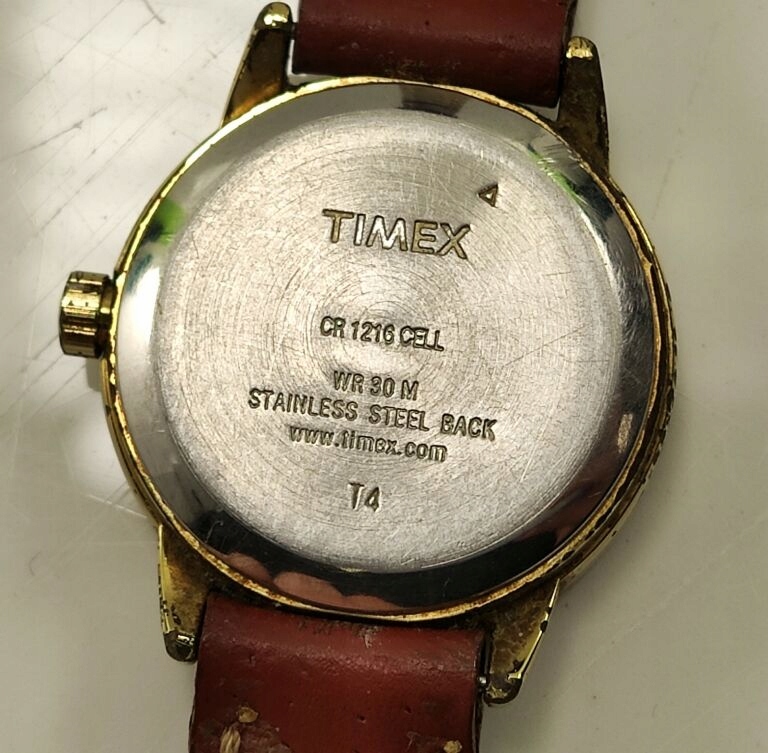 TIMEX
CR 1216 CELL
WR 30 M
STAINLESS STEEL BACK
www.timex.com
T4